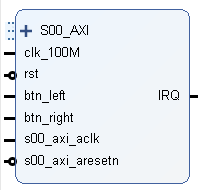 S00_AXI
clk_100M
rst
btn_left
IRQ
btn_right
s00_axi_aclk
s00_axi_aresetn